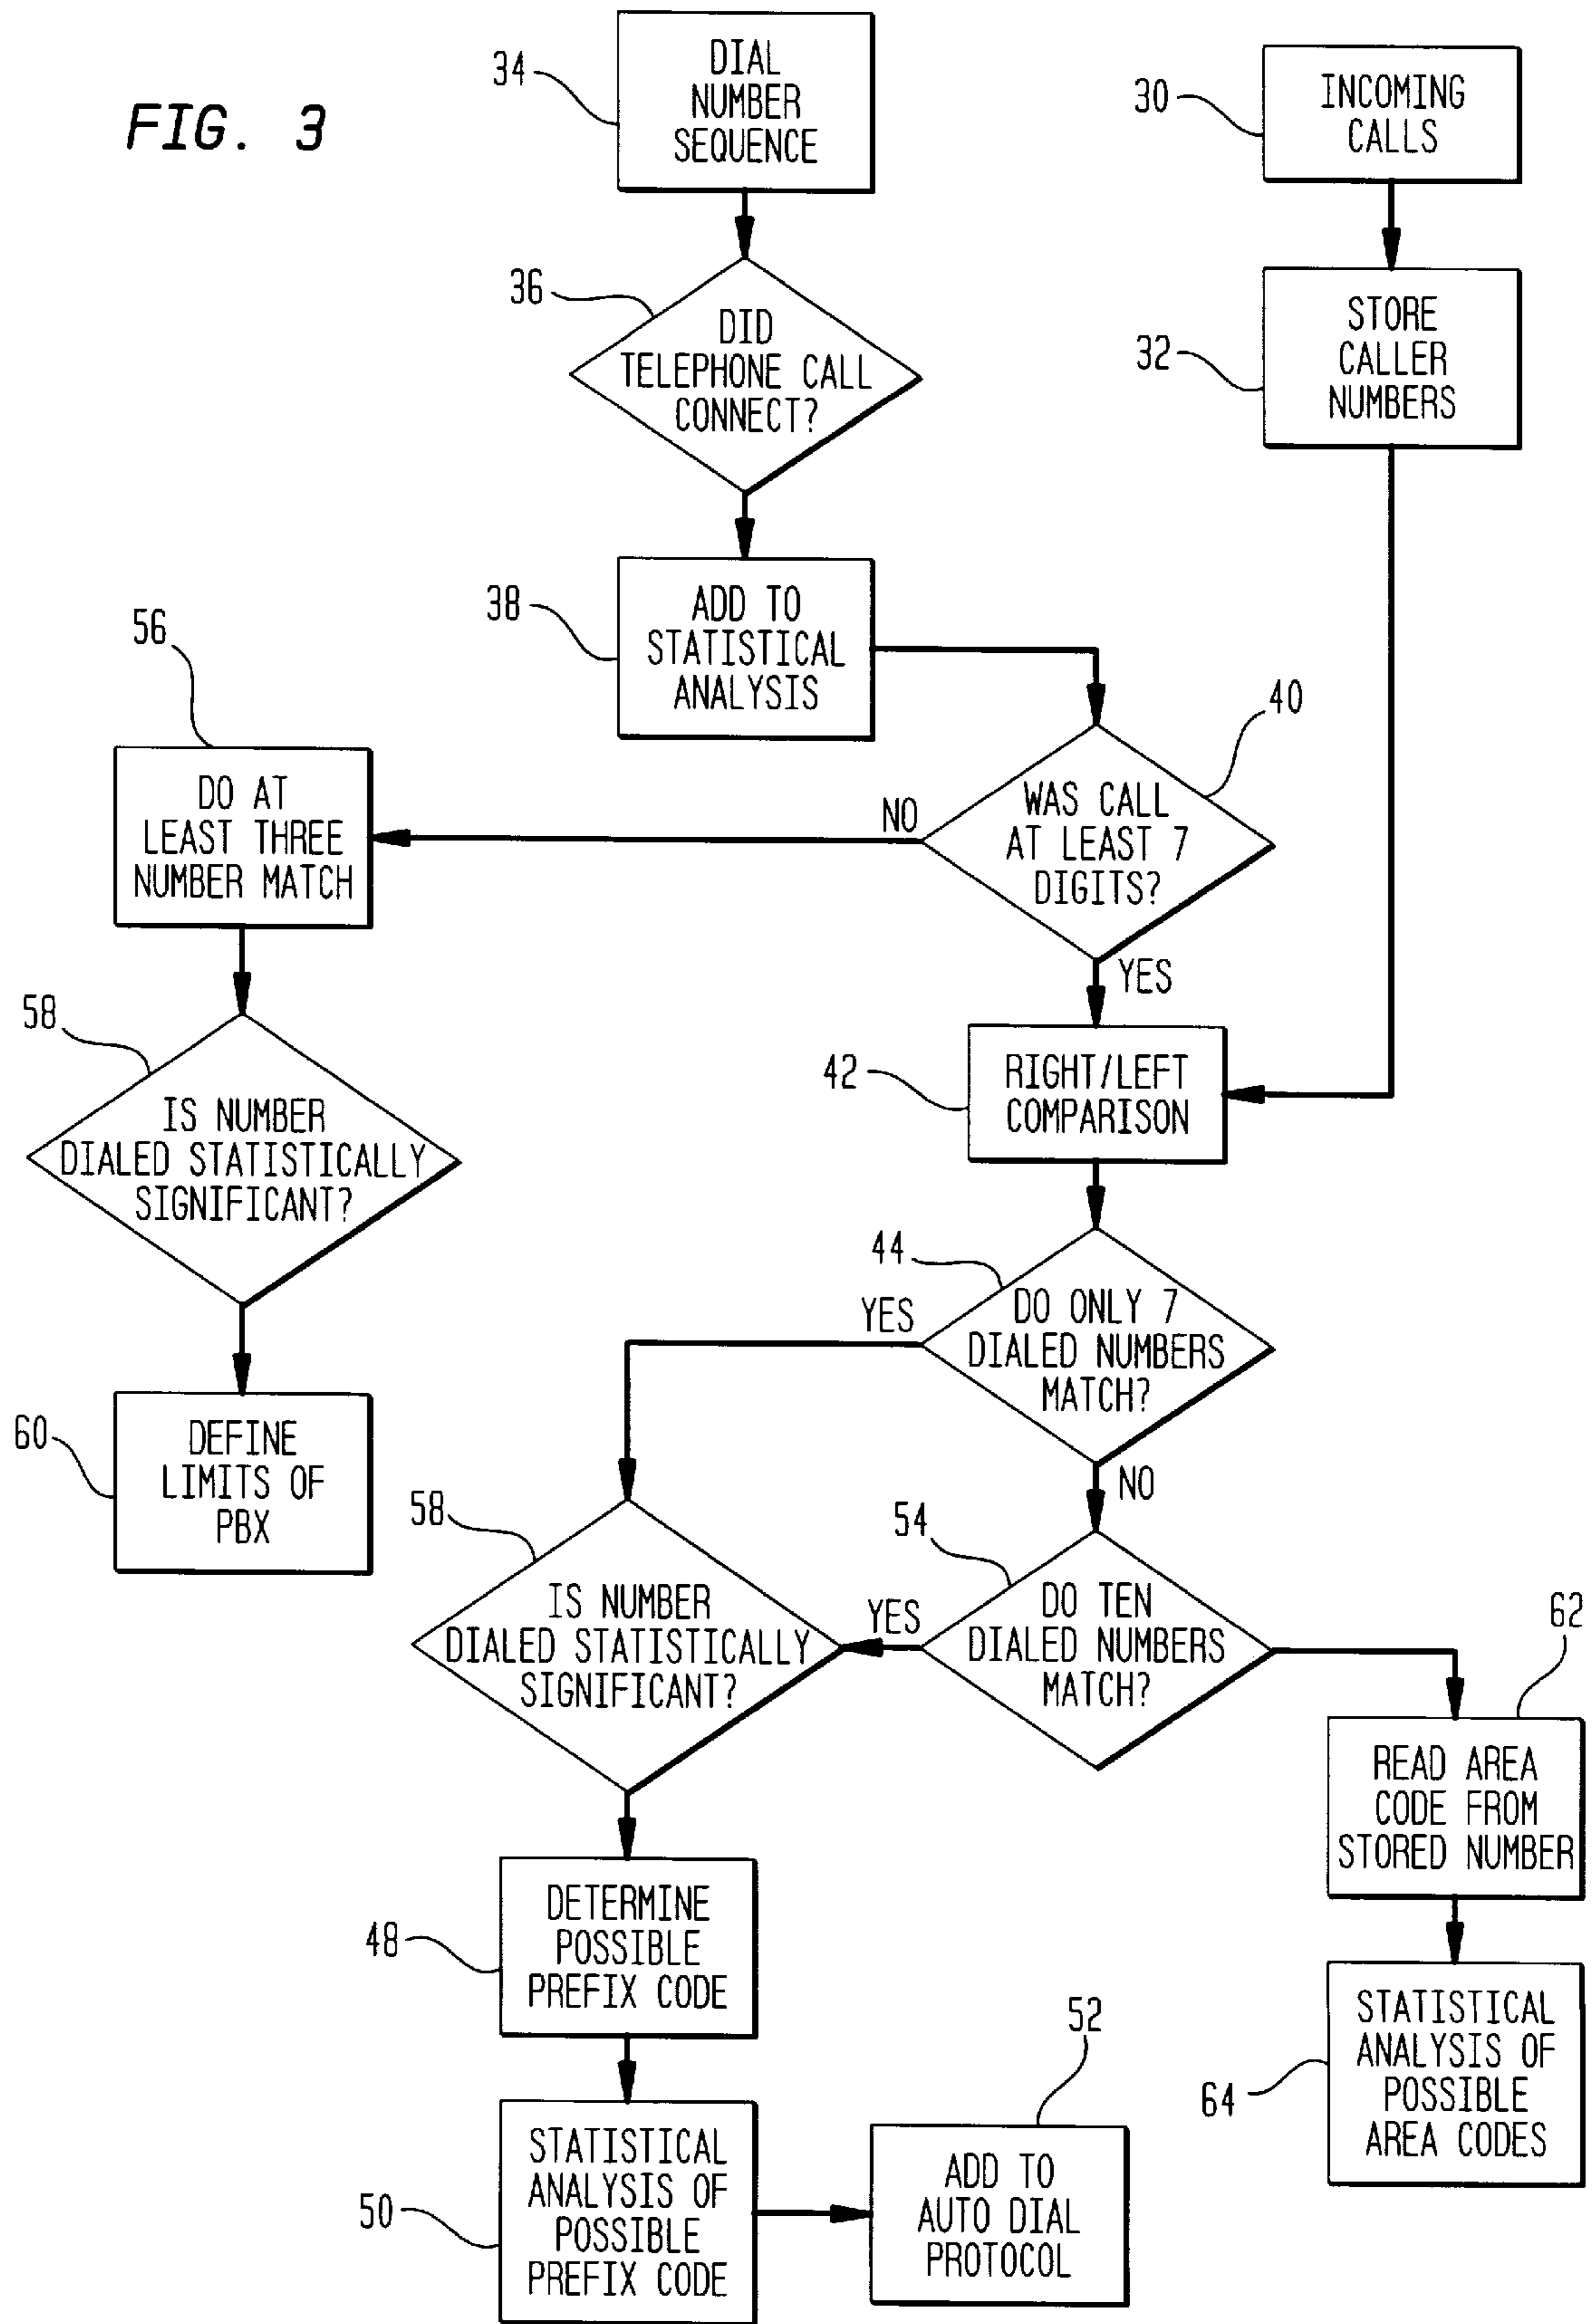 FIG. 3
34
DIAL
NUMBER
SEQUENCE
30
INCOMING
CALLS
36
DID
TELEPHONE CALL
CONNECT?
32
STORE
CALLER
NUMBERS
38
ADD TO
STATISTICAL
ANALYSIS
56
DO AT
LEAST THREE
NUMBER MATCH
40
NO
WAS CALL
AT LEAST 7
DIGITS?
YES
58
IS NUMBER
DIALED STATISTICALLY
SIGNIFICANT?
42
RIGHT/LEFT
COMPARISON
44
YES
DO ONLY 7
DIALED NUMBERS
MATCH?
NO
60
DEFINE
LIMITS OF
PBX
58
IS NUMBER
DIALED STATISTICALLY
SIGNIFICANT?
54
YES
DO TEN
DIALED NUMBERS
MATCH?
62
READ AREA
CODE FROM
STORED NUMBER
48
DETERMINE
POSSIBLE
PREFIX CODE
64
STATISTICAL
ANALYSIS OF
POSSIBLE
AREA CODES
50
STATISTICAL
ANALYSIS OF
POSSIBLE
PREFIX CODE
52
ADD TO
AUTO DIAL
PROTOCOL